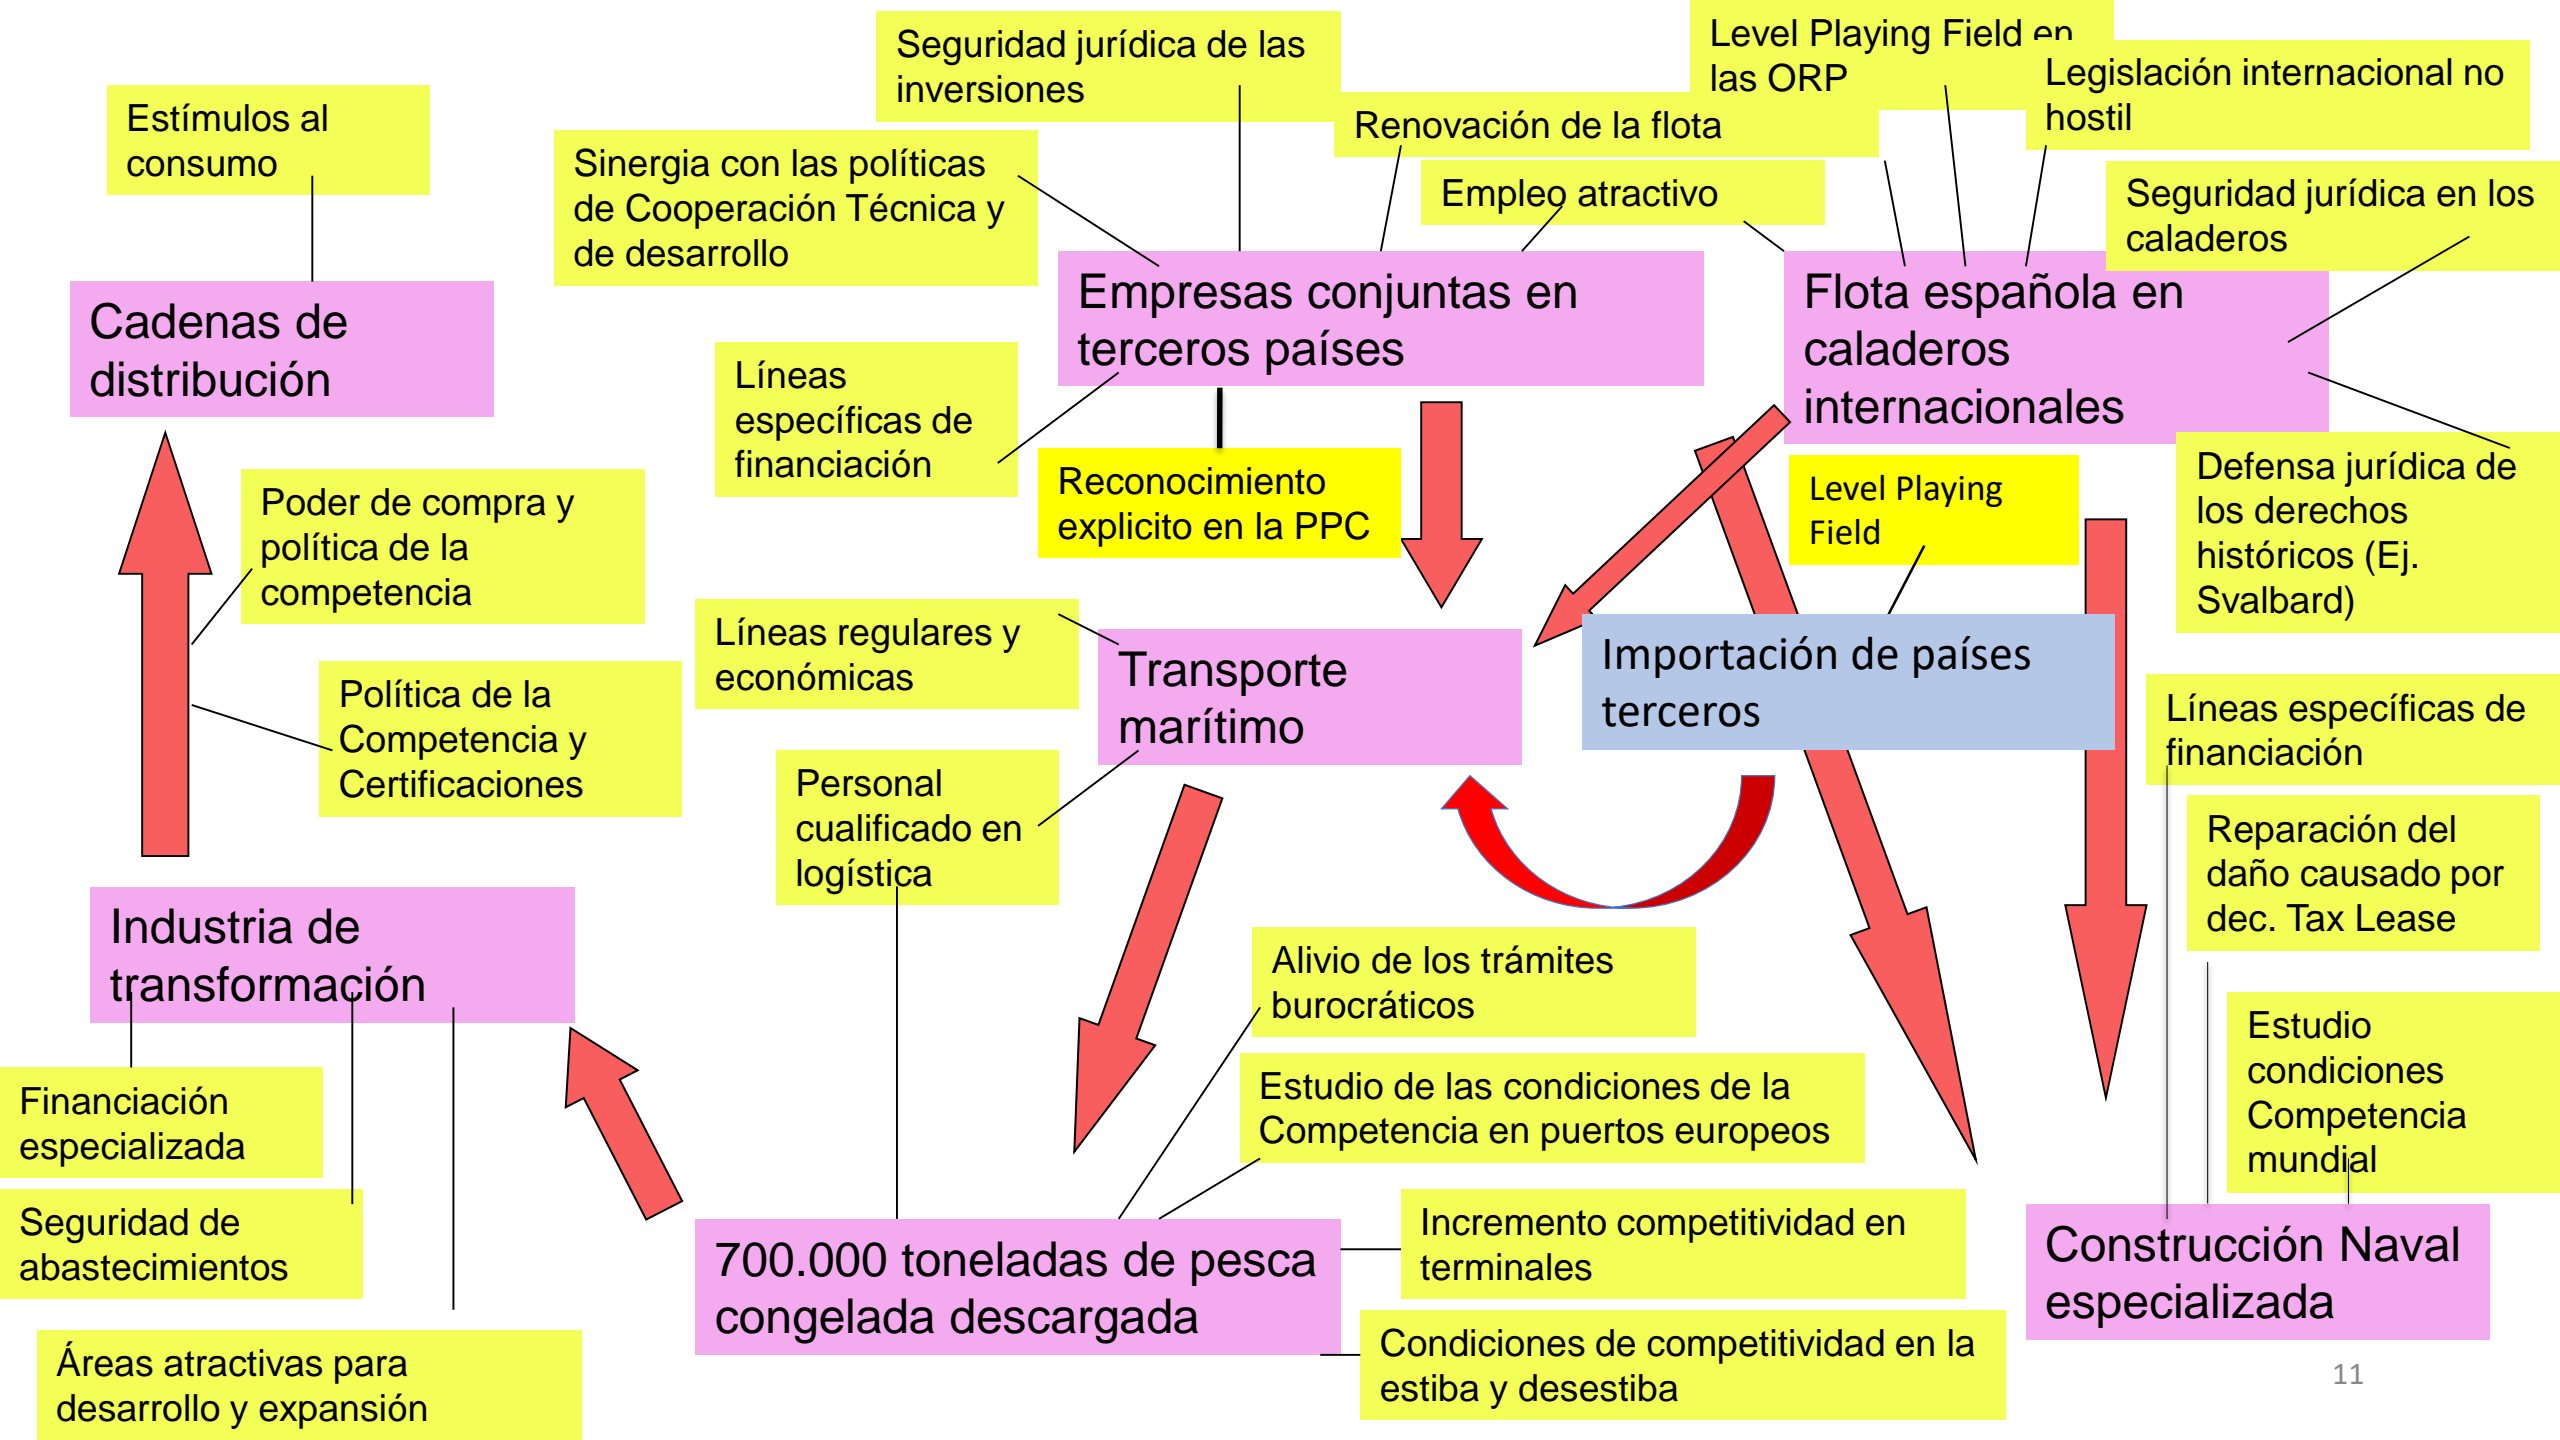 Level Playing Field en
las ORP
Seguridad jurídica de las
inversiones
Legislación internacional no
hostil
Estímulos al
consumo
Renovación de la flota
Sinergia con las políticas
de Cooperación Técnica y
de desarrollo
Empleo atractivo
Seguridad jurídica en los
caladeros
Cadenas de
distribución
Empresas conjuntas en
terceros países
Flota española en
caladeros
internacionales
Líneas
específicas de
financiación
Reconocimiento
explicito en la PPC
Level Playing
Field
Defensa jurídica de
los derechos
históricos (Ej.
Svalbard)
Poder de compra y
política de la
competencia
Líneas regulares y
económicas
Transporte
marítimo
Importación de países
terceros
Política de la
Competencia y
Certificaciones
Líneas específicas de
financiación
Personal
cualificado en
logística
Reparación del
daño causado por
dec. Tax Lease
Industria de
transformación
Alivio de los trámites
burocráticos
Estudio
condiciones
Competencia
mundial
Financiación
especializada
Estudio de las condiciones de la
Competencia en puertos europeos
Seguridad de
abastecimientos
700.000 toneladas de pesca
congelada descargada
Incremento competitividad en
terminales
Construcción Naval
especializada
Áreas atractivas para
desarrollo y expansión
Condiciones de competitividad en la
estiba y desestiba
11